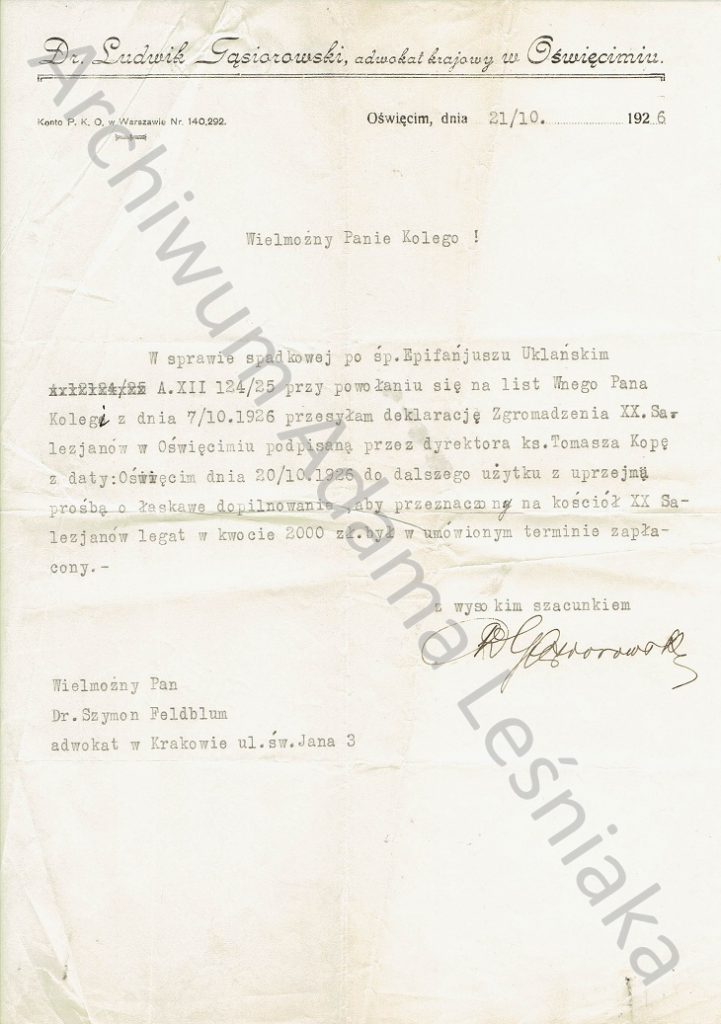 Dr. Ludwik Gąsiorowski, adwokat krajowy w Oświęcimiu.
Konto P. K. O. w Warszawie Nr. 140,292.
Oświęcim, dnia 21/10. 1926
Wielmożny Panie Kolego !
W sprawie spadkowej po śp.Epifańjuszu Uklańskim
A.XII 124/25 przy powołaniu się na list Wnego Pana
Kolegi z dnia 7/10.1926 przesyłam deklarację Zgromadzenia XX.Sa-
lezjanów w Oświęcimiu podpisaną przez dyrektora ks.Tomasza Kopę
z daty:Oświęcim dnia 20/10.1926 do dalszego użytku z uprzejmą
prośbą o łaskawe dopilnowanie ,aby przeznaczony na kościół XX Sa-
lezjanów legat w kwocie 2000 zł.był w umówionym terminie zapła-
cony.-
z wysokim szacunkiem
DGąsiorowski
Wielmożny Pan
Dr.Szymon Feldblum
adwokat w Krakowie ul.św.Jana 3
Archiwum Adama Leśniaka